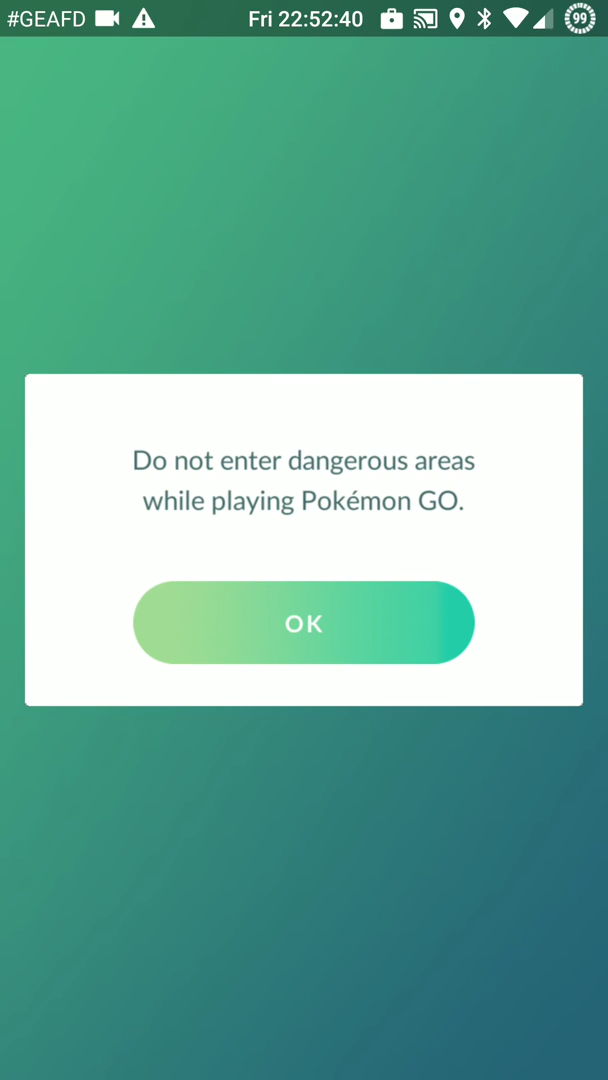 #GEAFD Fri 22:52:40 99
Do not enter dangerous areas
while playing Pokémon GO.
OK